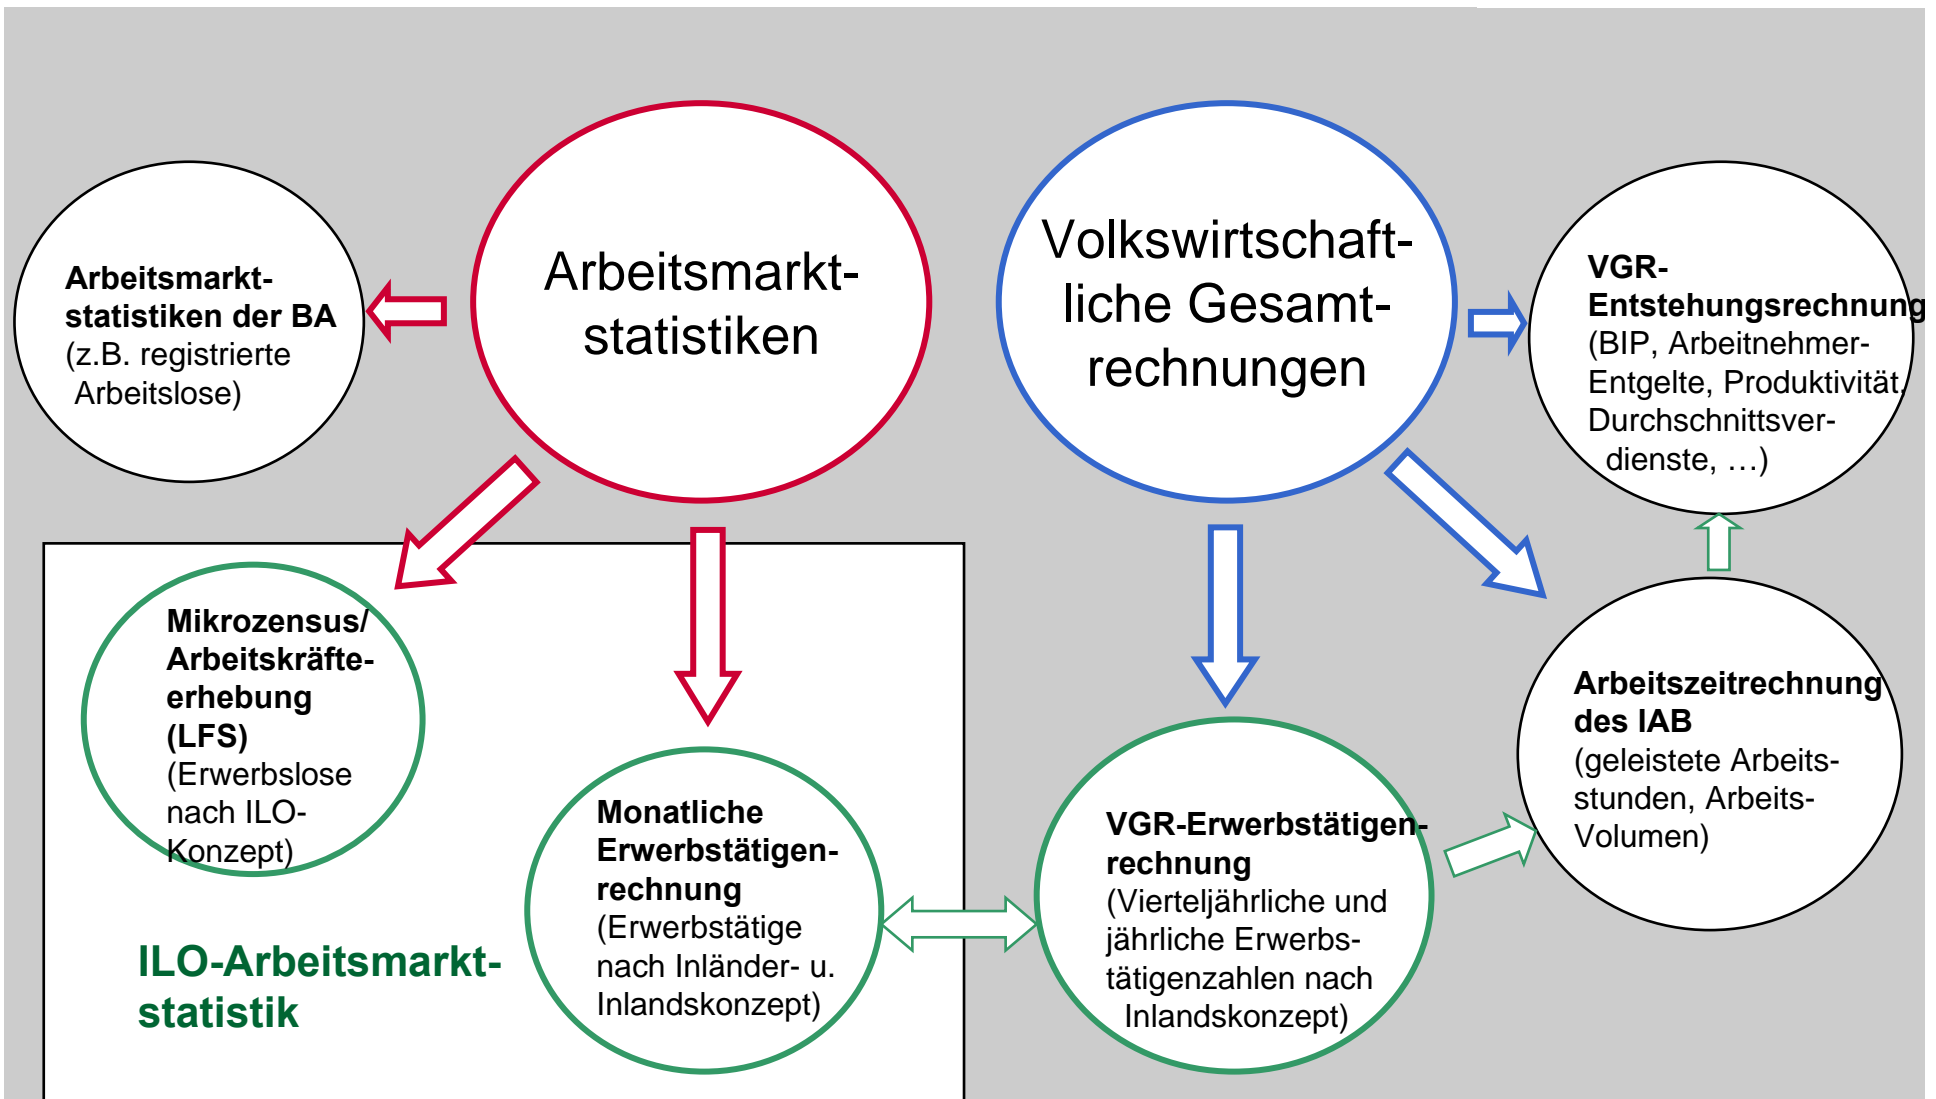 Arbeitsmarkt-
statistiken der BA
(z.B. registrierte
Arbeitslose)
Arbeitsmarkt-
statistiken
Volkswirtschaft-
liche Gesamt-
rechnungen
VGR-
Entstehungsrechnung
(BIP, Arbeitnehmer-
Entgelte, Produktivität,
Durchschnittsver-
dienste, …)
Mikrozensus/
Arbeitskräfte-
erhebung
(LFS)
(Erwerbslose
nach ILO-
Konzept)
Monatliche
Erwerbstätigen-
rechnung
(Erwerbstätige
nach Inländer- u.
Inlandskonzept)
VGR-Erwerbstätigen-
rechnung
(Vierteljährliche und
jährliche Erwerbs-
tätigenzahlen nach
Inlandskonzept)
Arbeitszeitrechnung
des IAB
(geleistete Arbeits-
stunden, Arbeits-
Volumen)
ILO-Arbeitsmarkt-
statistik